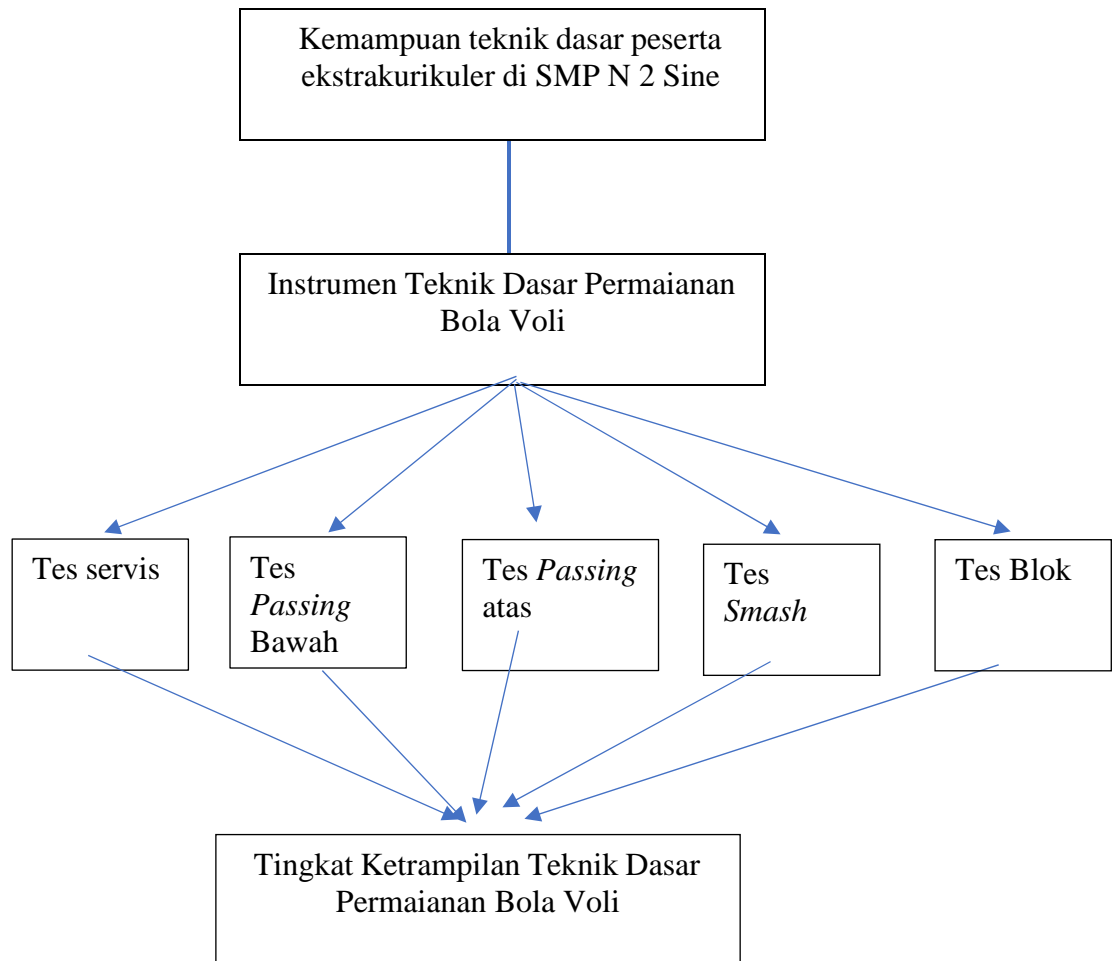 Kemampuan teknik dasar peserta
ekstrakurikuler di SMP N 2 Sine
Instrumen Teknik Dasar Permaianan
Bola Voli
Tes servis
Tes
Passing
Bawah
Tes Passing
atas
Tes
Smash
Tes Blok
Tingkat Ketrampilan Teknik Dasar
Permaianan Bola Voli